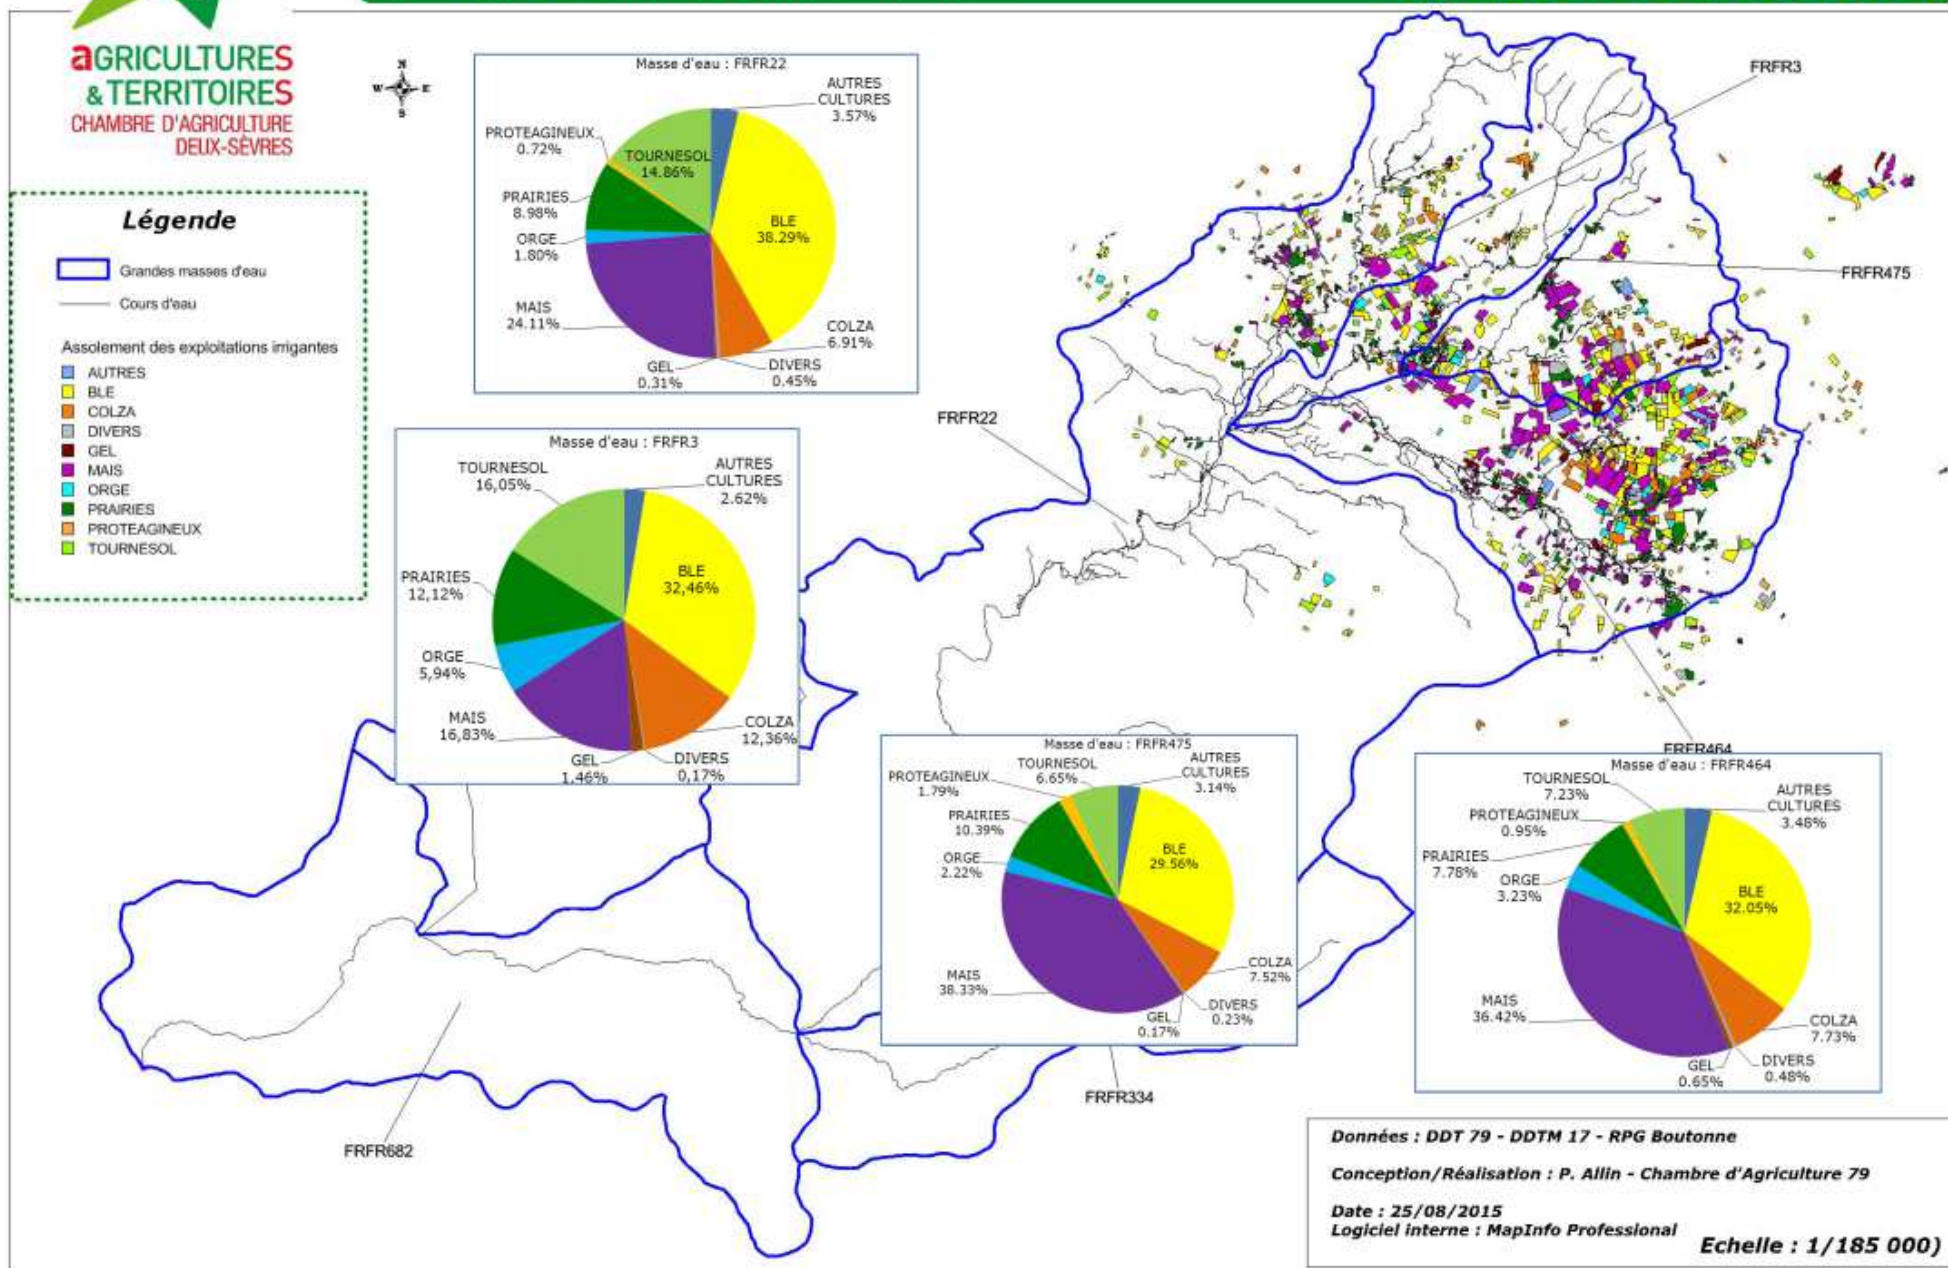 aGRICULTURES
& TERRITOIRES
CHAMBRE D'AGRICULTURE
DEUX-SÈVRES
N
W E
S
Légende
Grandes masses d'eau
Cours d'eau
Assolement des exploitations irrigantes
AUTRES
BLE
COLZA
DIVERS
GEL
MAIS
ORGE
PRAIRIES
PROTEAGINEUX
TOURNESOL
Masse d'eau : FRFR22
AUTRES
CULTURES
3.57%
BLE
38.29%
COLZA
6.91%
DIVERS
0.45%
GEL
0.31%
MAIS
24.11%
ORGE
1.80%
PRAIRIES
8.98%
PROTEAGINEUX
0.72%
TOURNESOL
14.86%
Masse d'eau : FRFR3
AUTRES
CULTURES
2.62%
BLE
32,46%
COLZA
12,36%
DIVERS
0,17%
GEL
1.46%
MAIS
16,83%
ORGE
5,94%
PRAIRIES
12,12%
TOURNESOL
16,05%
FRFR3
FRFR475
FRFR22
FRFR464
Masse d'eau : FRFR475
AUTRES
CULTURES
3.14%
BLE
29.56%
COLZA
7.52%
DIVERS
0.23%
GEL
0.17%
MAIS
38.33%
ORGE
2.22%
PRAIRIES
10.39%
PROTEAGINEUX
1.79%
TOURNESOL
6.65%
Masse d'eau : FRFR464
AUTRES
CULTURES
3.48%
BLE
32.05%
COLZA
7.73%
DIVERS
0.48%
GEL
0.65%
MAIS
36.42%
ORGE
3.23%
PRAIRIES
7.78%
PROTEAGINEUX
0.95%
TOURNESOL
7.23%
FRFR334
FRFR682
Données : DDT 79 - DDTM 17 - RPG Boutonne
Conception/Réalisation : P. Allin - Chambre d'Agriculture 79
Date : 25/08/2015
Logiciel interne : MapInfo Professional
Echelle : 1/185 000)